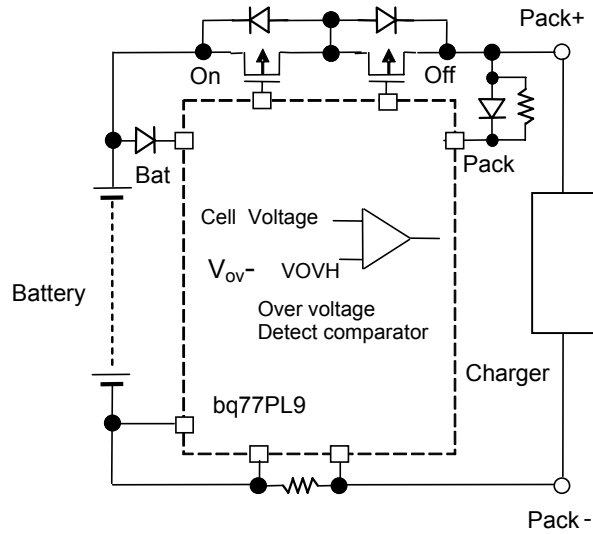 Pack+
On
Off
Bat
Pack
Cell Voltage
Vov- VOVH
Battery
Over voltage
Detect comparator
Charger
bq77PL9
Pack -